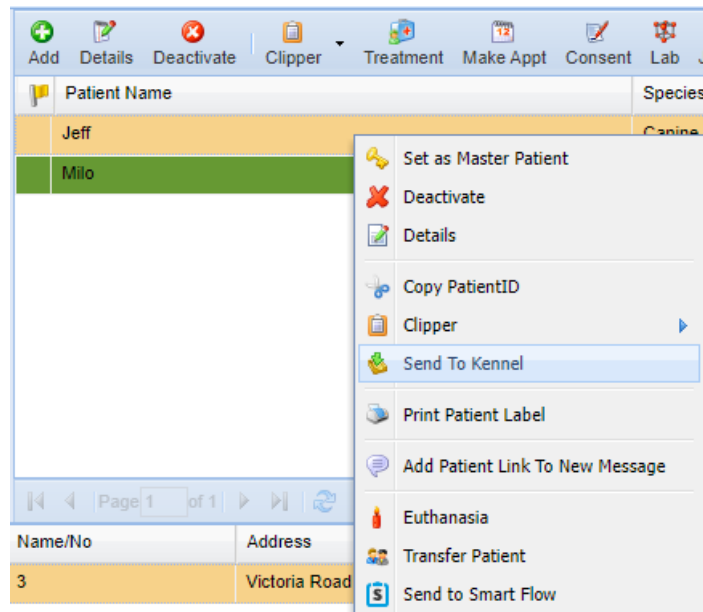 Add Details Deactivate Clipper Treatment Make Appt Consent Lab
Patient Name Species
Jeff Canine
Milo
Set as Master Patient
Deactivate
Details
Copy PatientID
Clipper
Send To Kennel
Print Patient Label
Add Patient Link To New Message
Euthanasia
Transfer Patient
Send to Smart Flow
Page 1 of 1
Name/No Address
3 Victoria Road